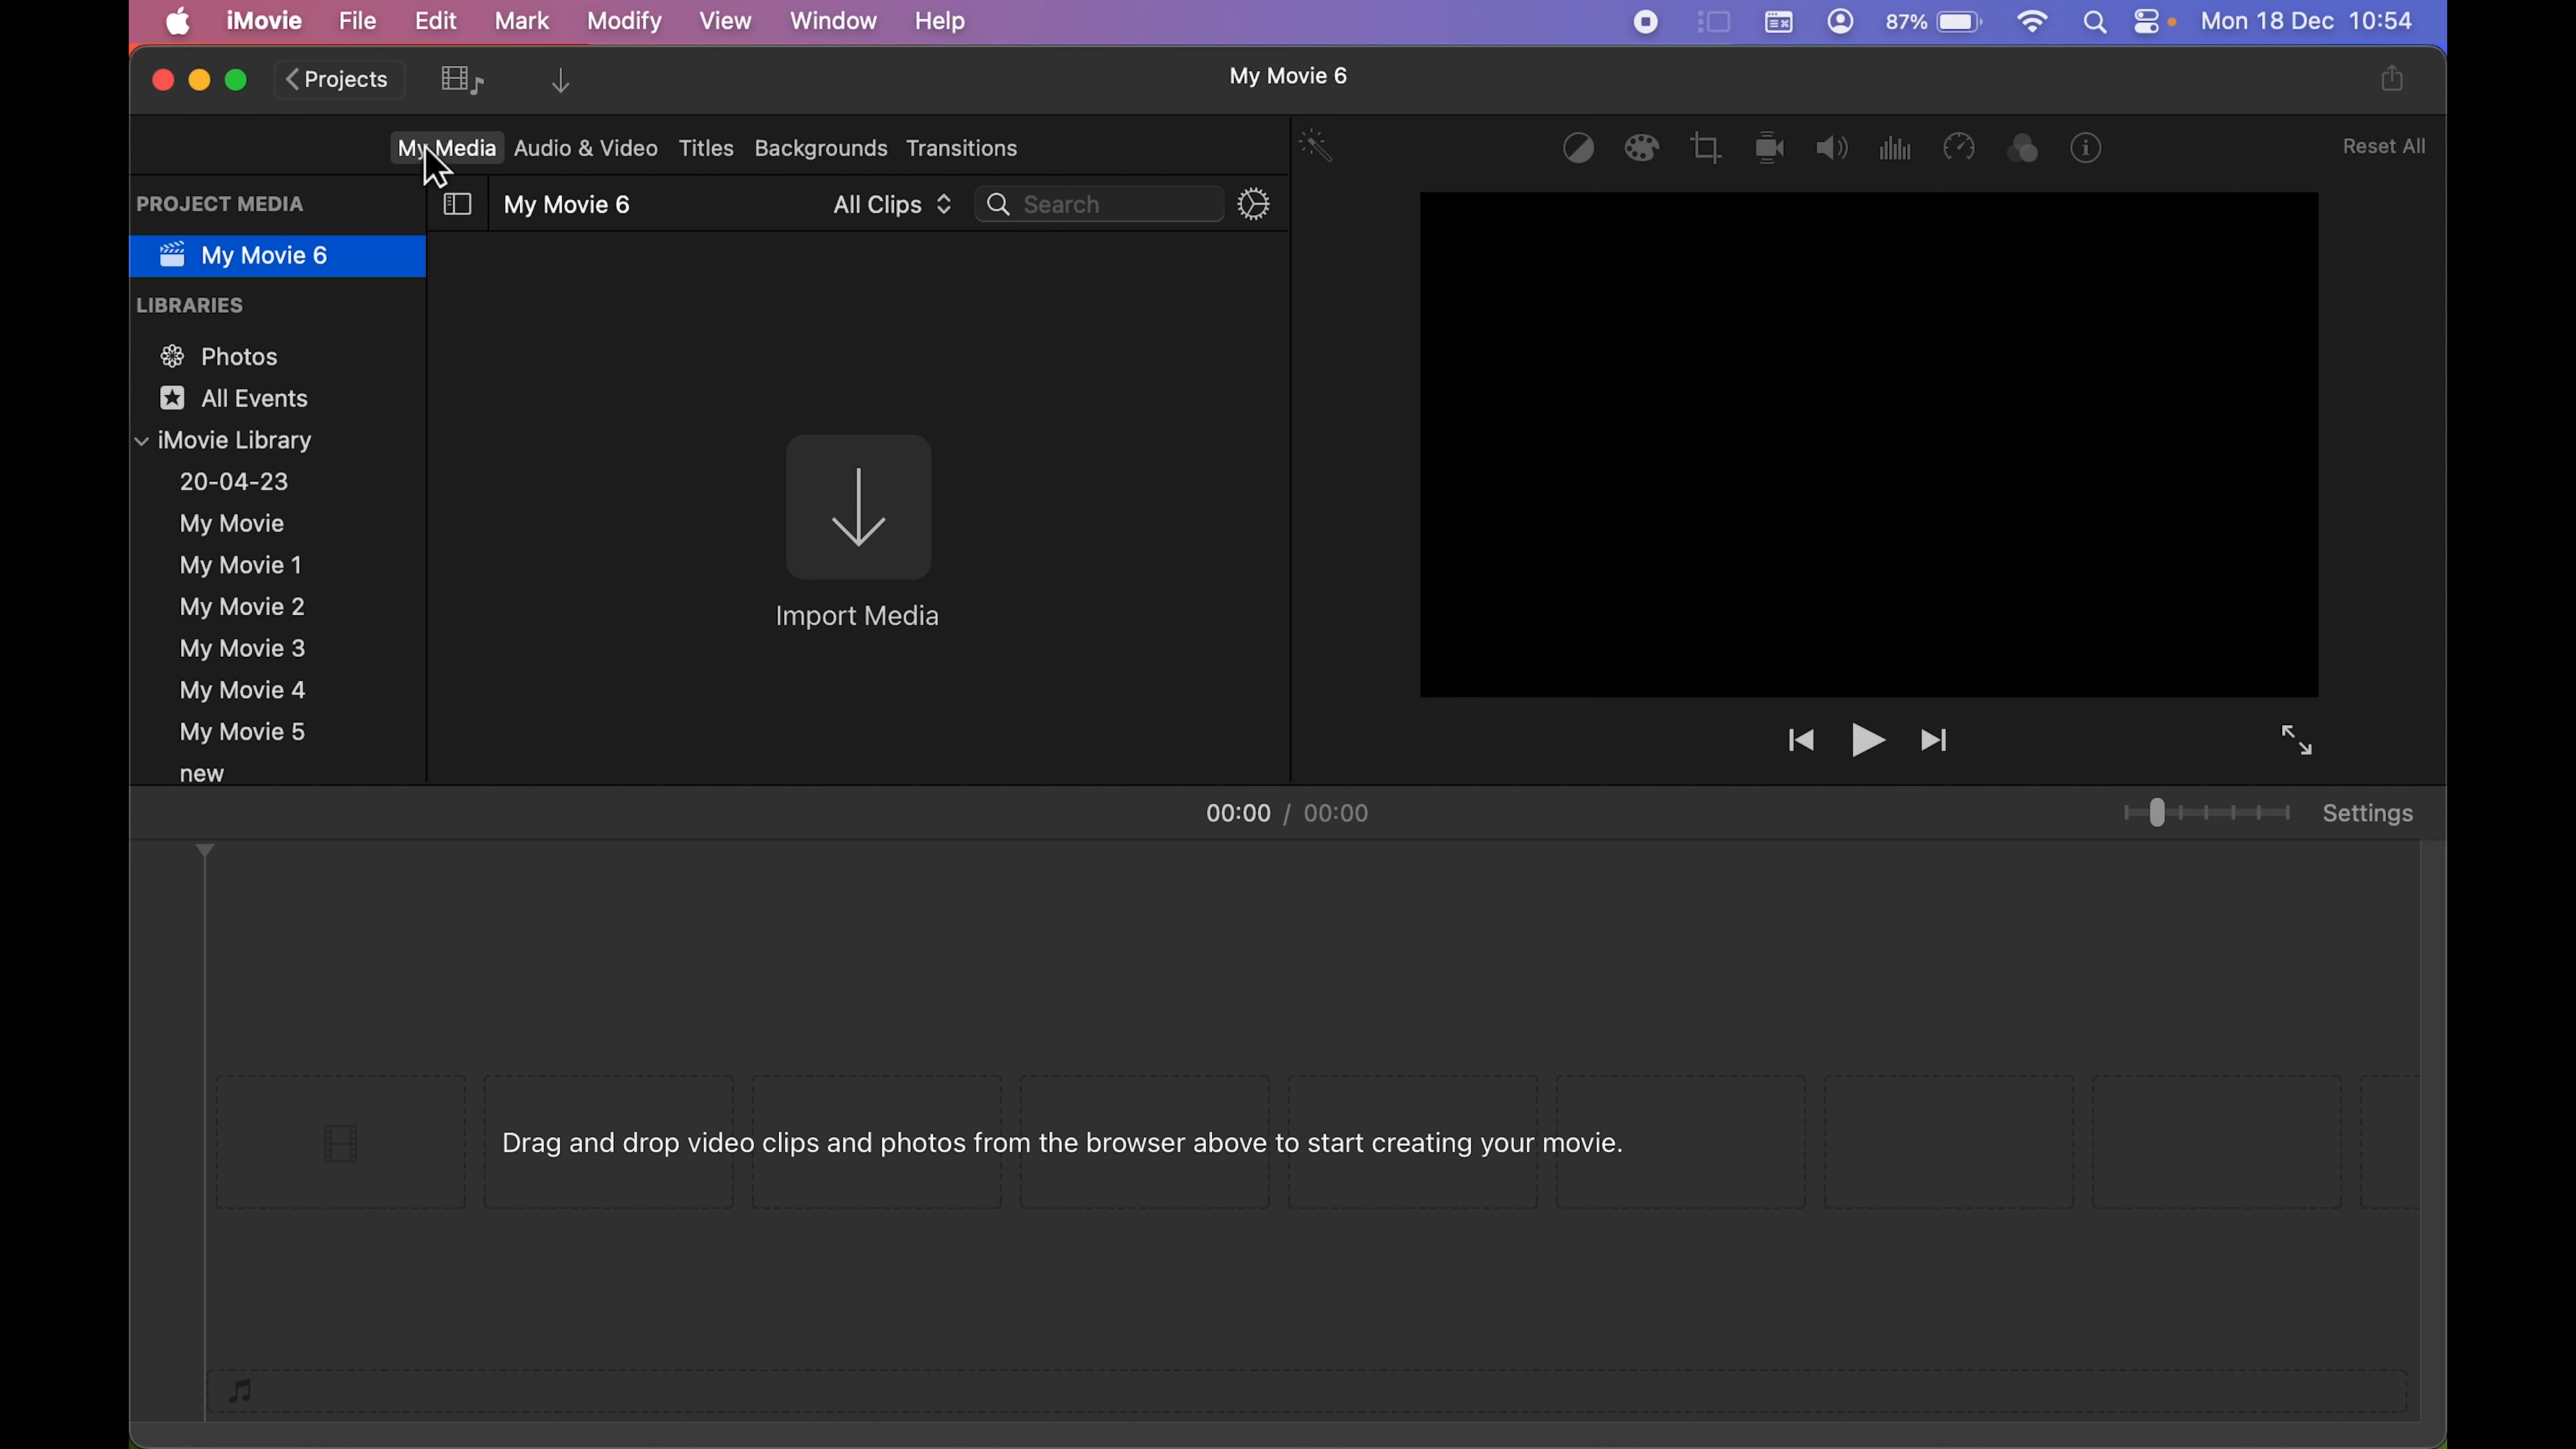 iMovie File Edit Mark Modify View Window Help 87% Mon 18 Dec 10:54
Projects My Movie 6
My Media Audio & Video Titles Backgrounds Transitions Reset All
PROJECT MEDIA My Movie 6 All Clips Search
My Movie 6
LIBRARIES
Photos
All Events
iMovie Library
20-04-23
My Movie
My Movie 1
My Movie 2
My Movie 3
My Movie 4
My Movie 5
new
Import Media
00:00 / 00:00 Settings
Drag and drop video clips and photos from the browser above to start creating your movie.